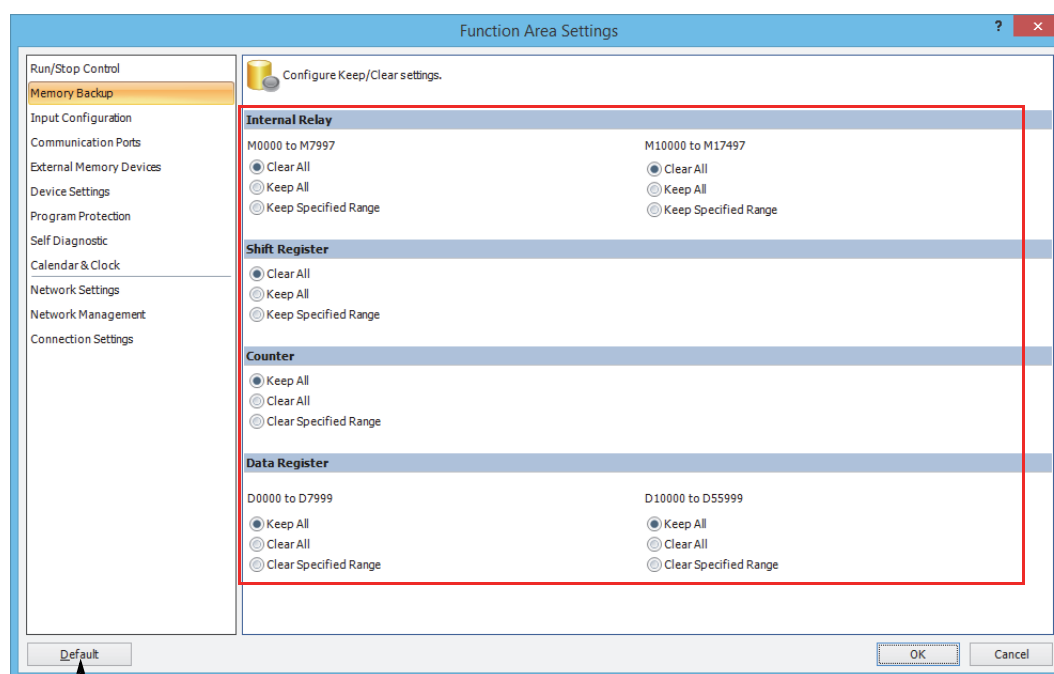 Function Area Settings
?
×
Run/Stop Control
Memory Backup
Input Configuration
Communication Ports
External Memory Devices
Device Settings
Program Protection
Self Diagnostic
Calendar & Clock
Network Settings
Network Management
Connection Settings
Configure Keep/Clear settings.
Internal Relay
M0000 to M7997
Clear All
Keep All
Keep Specified Range
M10000 to M17497
Clear All
Keep All
Keep Specified Range
Shift Register
Clear All
Keep All
Keep Specified Range
Counter
Keep All
Clear All
Clear Specified Range
Data Register
D0000 to D7999
Keep All
Clear All
Clear Specified Range
D10000 to D55999
Keep All
Clear All
Clear Specified Range
Default
OK
Cancel